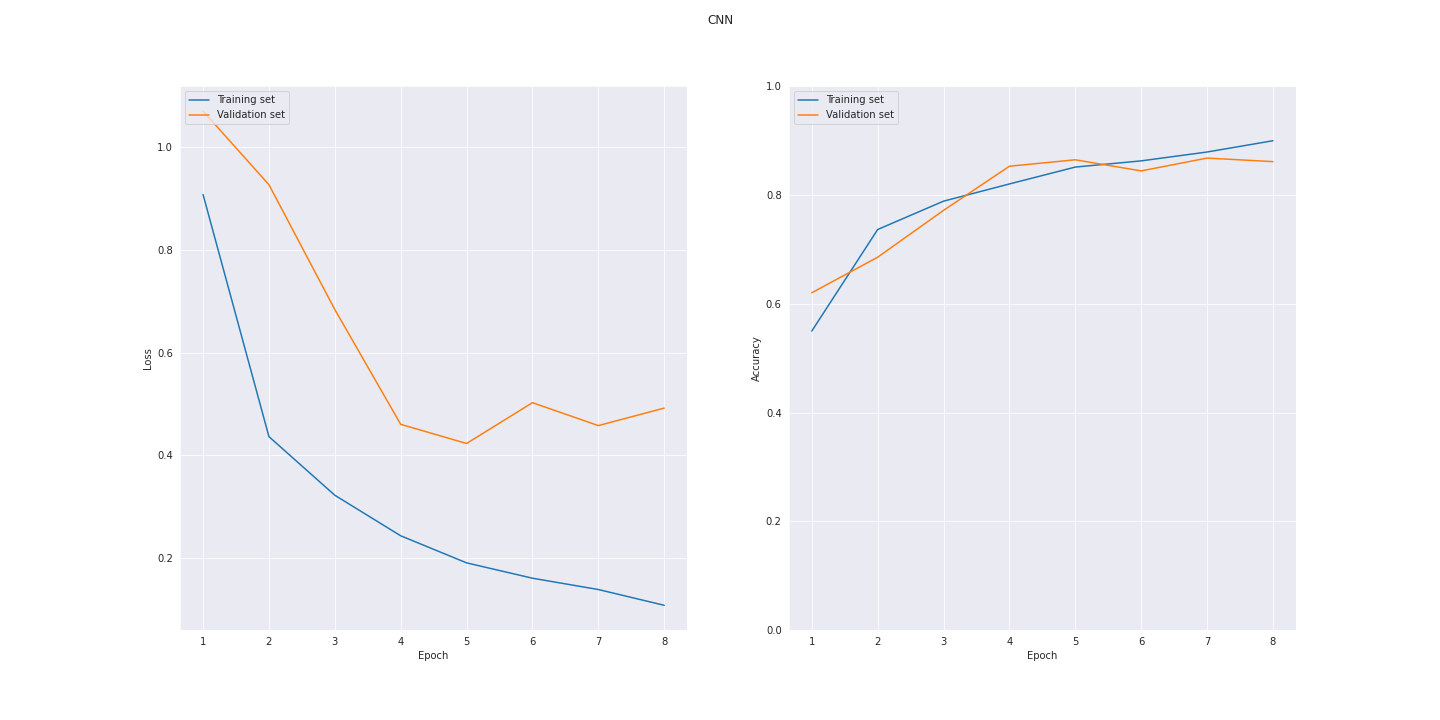 CNN
Training set
Validation set
1.0
0.8
0.6
0.4
0.2
Loss
1 2 3 4 5 6 7 8
Epoch
Training set
Validation set
1.0
0.8
0.6
0.4
0.2
0.0
Accuracy
1 2 3 4 5 6 7 8
Epoch